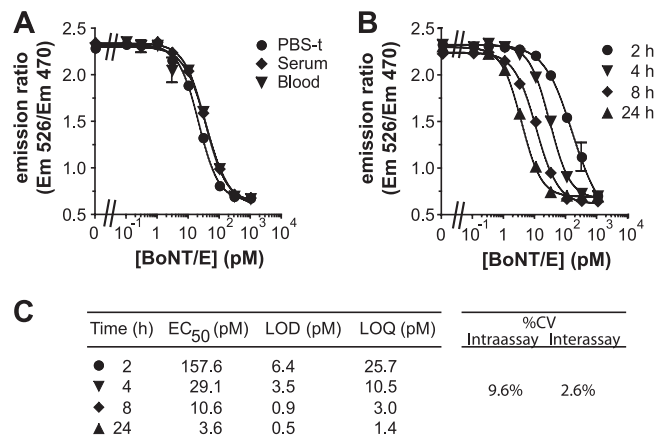 A
emission ratio
(Em 526/Em 470)
2.5
2.0
1.5
1.0
0.5
0 10-1 100 101 102 103 104
[BoNT/E] (pM)
PBS-t
Serum
Blood
B
emission ratio
(Em 526/Em 470)
2.5
2.0
1.5
1.0
0.5
0 10-1 100 101 102 103 104
[BoNT/E] (pM)
2 h
4 h
8 h
24 h
C
Time (h) EC50 (pM) LOD (pM) LOQ (pM)
2 157.6 6.4 25.7
4 29.1 3.5 10.5
8 10.6 0.9 3.0
24 3.6 0.5 1.4
%CV
Intraassay Interassay
9.6% 2.6%